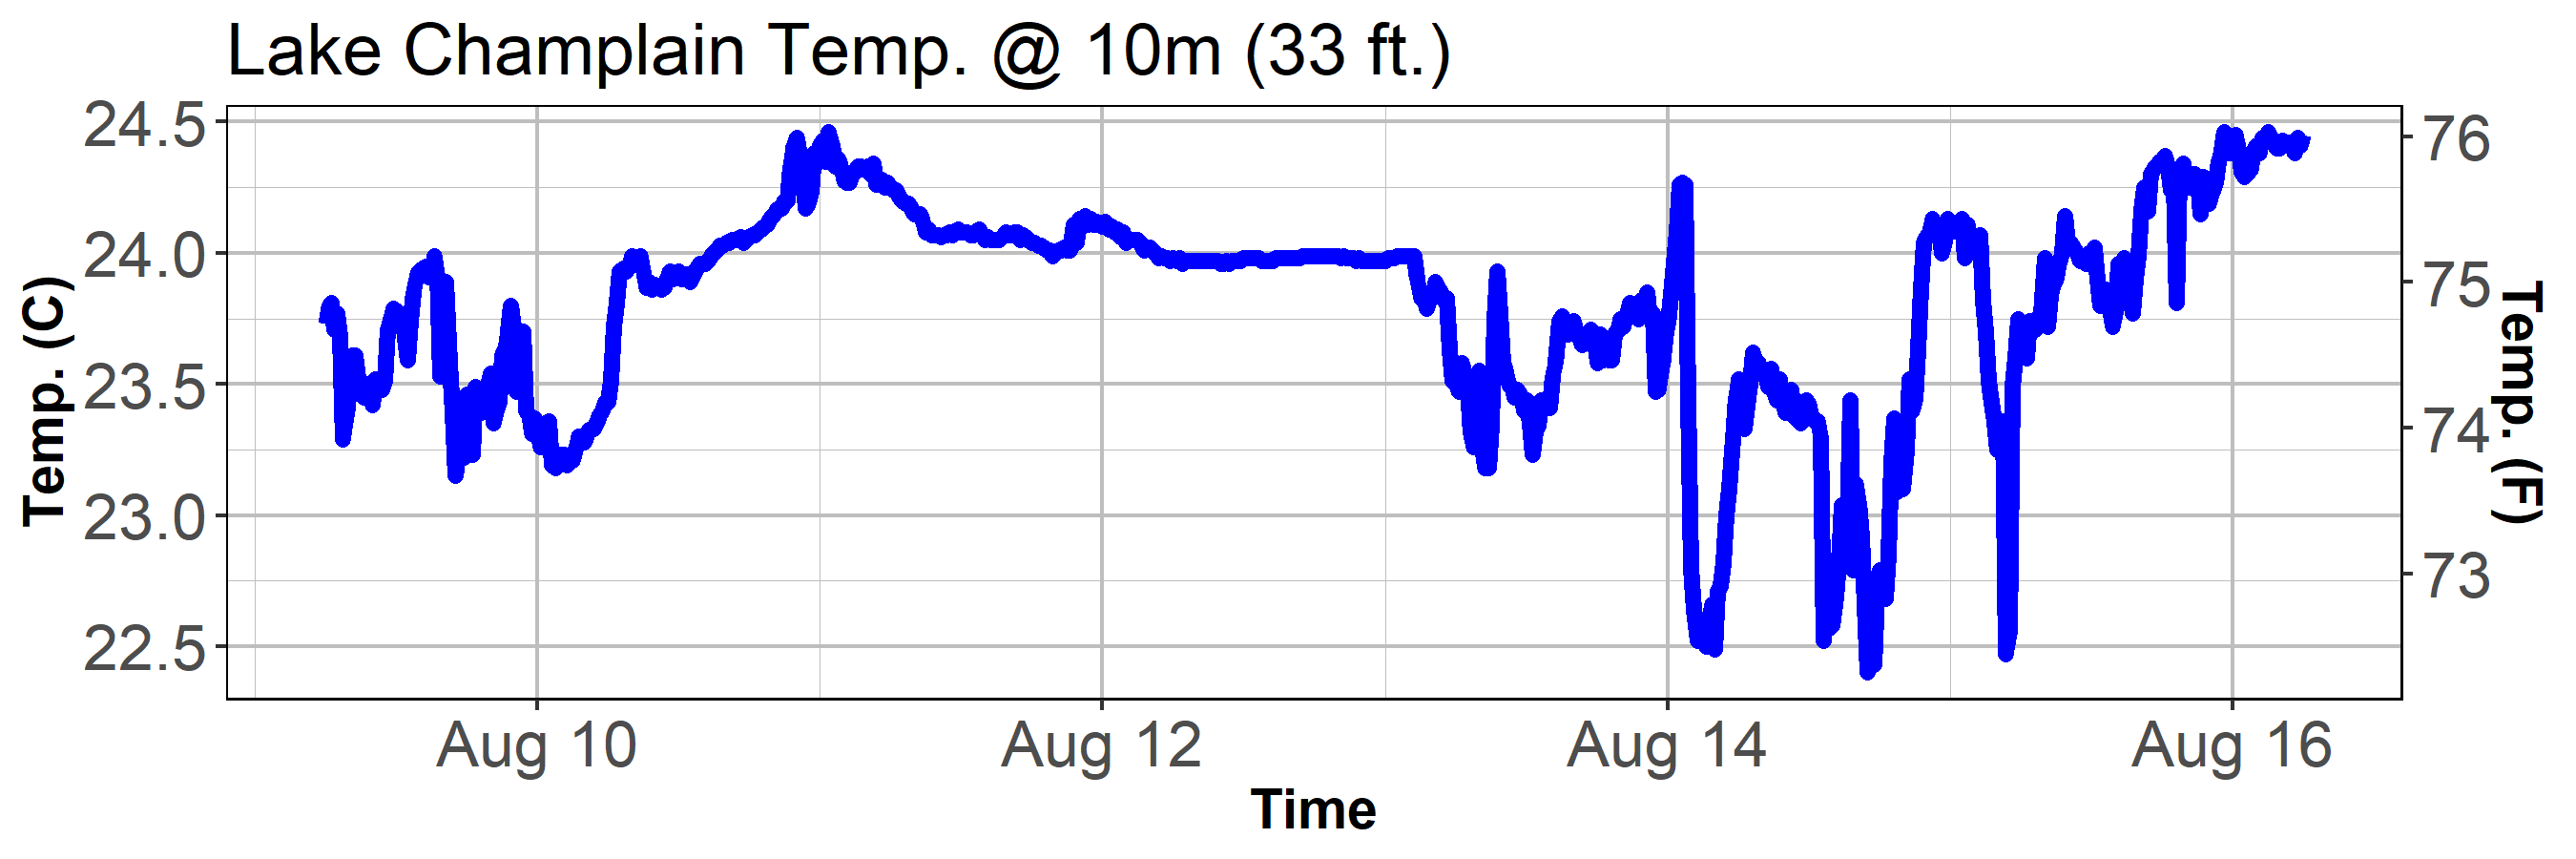 Lake Champlain Temp. @ 10m (33 ft.)
24.5
24.0
23.5
23.0
22.5
Temp. (C)
76
75
74
73
Temp. (F)
Aug 10 Aug 12 Aug 14 Aug 16
Time